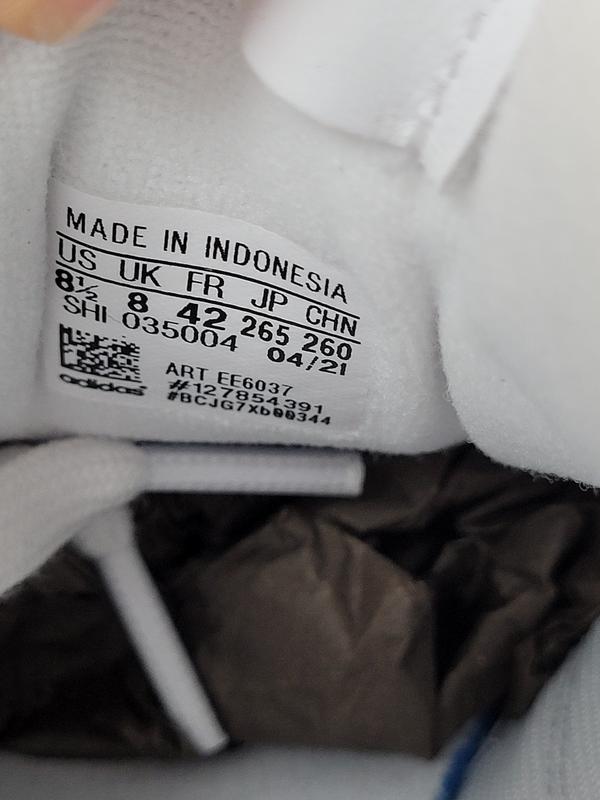 MADE IN INDONESIA
US UK FR JP CHN
8½ 8 42 265 260
SHI 035004 04/21
ART EE6037
#127854391
#BCJG7Xb00344
adidas